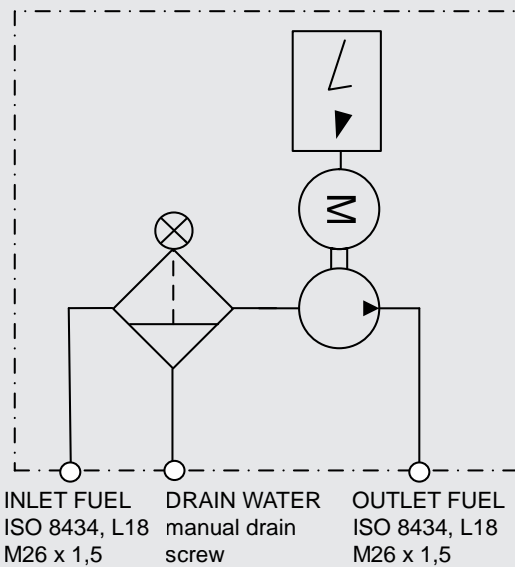 M
INLET FUEL
ISO 8434, L18
M26 x 1,5
DRAIN WATER
manual drain
screw
OUTLET FUEL
ISO 8434, L18
M26 x 1,5